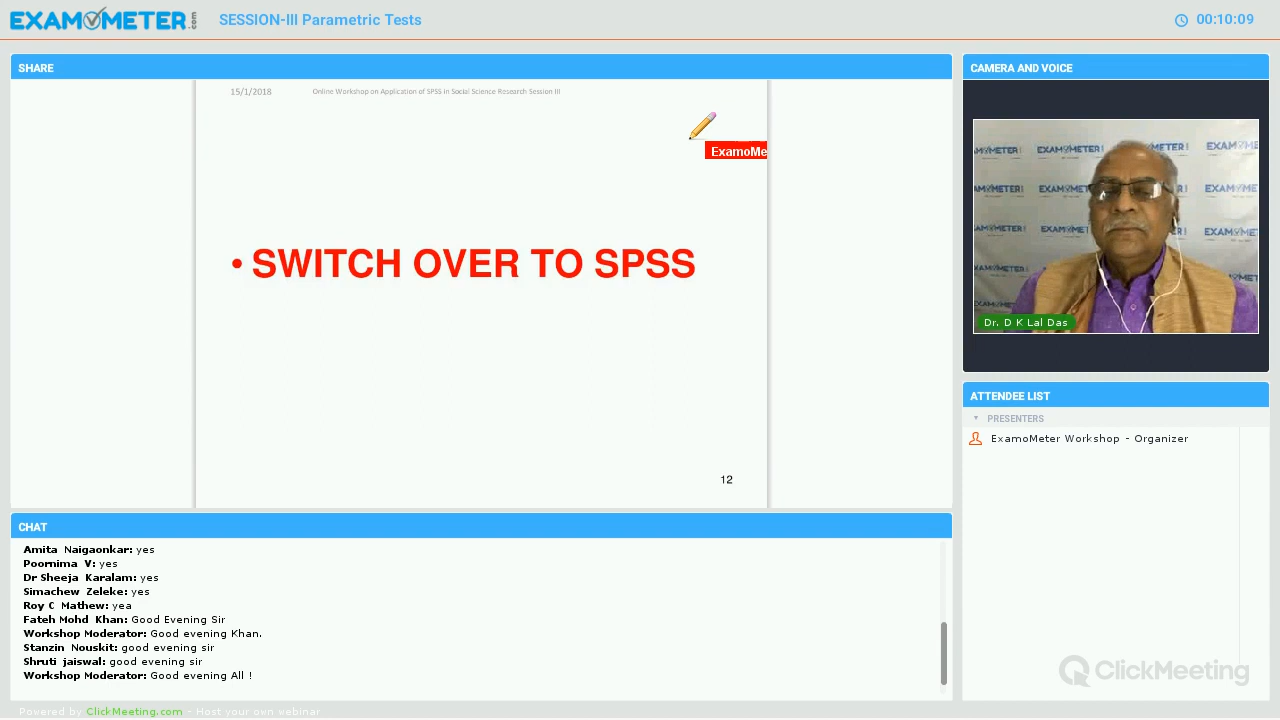 EXAMOMETER.com
SESSION-III Parametric Tests
00:10:09
SHARE
15/1/2018 Online Workshop on Application of SPSS in Social Science Research Session III
ExamoMe
• SWITCH OVER TO SPSS
12
CAMERA AND VOICE
Dr. D K Lal Das
ATTENDEE LIST
PRESENTERS
ExamoMeter Workshop - Organizer
CHAT
Amita Naigaonkar: yes
Poornima V: yes
Dr Sheeja Karalam: yes
Simachew Zeleke: yes
Roy C Mathew: yea
Fateh Mohd Khan: Good Evening Sir
Workshop Moderator: Good evening Khan.
Stanzin Nouskit: good evening sir
Shruti jaiswal: good evening sir
Workshop Moderator: Good evening All !
ClickMeeting
Powered by ClickMeeting.com - Host your own webinar